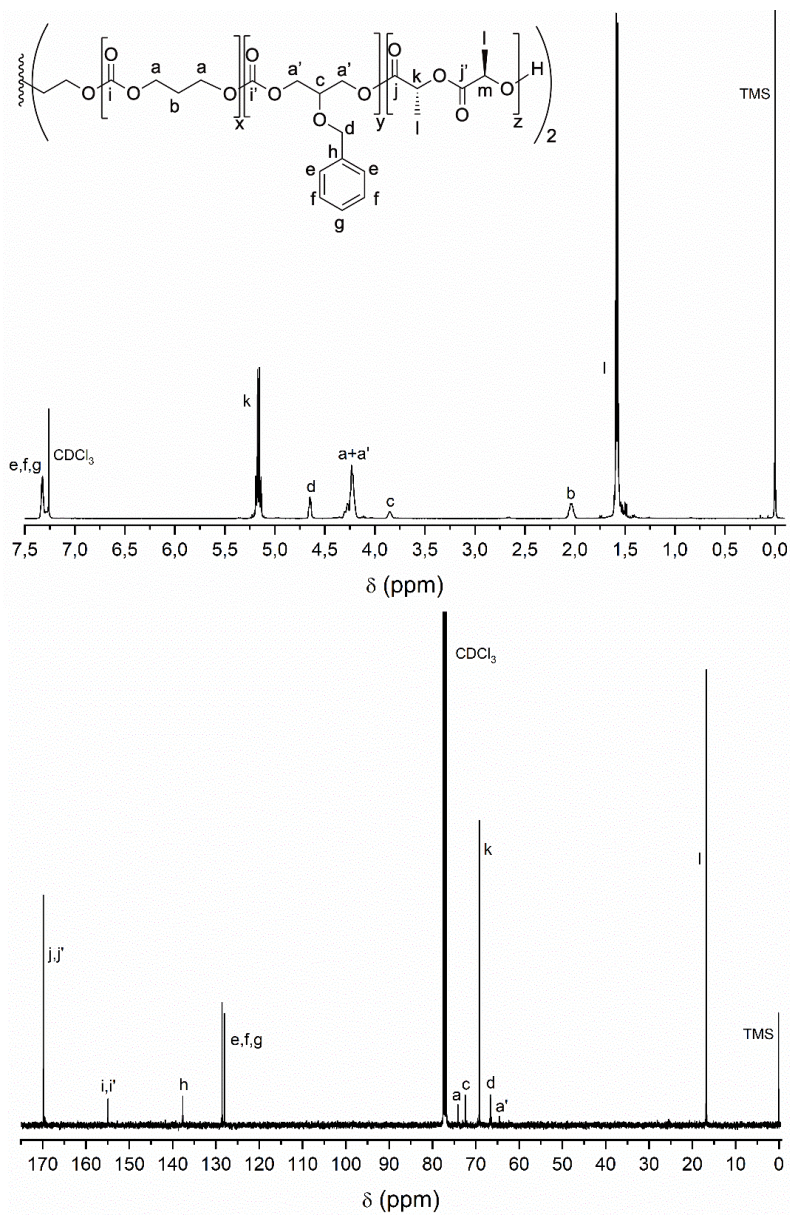 O O O l
a a a' c a' k j' H
O i O b O x i' O O O y j O O m O z 2
O d l O
h
e e
f f
g
TMS
l
k
e,f,g CDCl3 d a+a' c b
7,5 7,0 6,5 6,0 5,5 5,0 4,5 4,0 3,5 3,0 2,5 2,0 1,5 1,0 0,5 0,0
δ (ppm)
CDCl3
k l
j,j' e,f,g TMS
i,i' h a c d a'
170 160 150 140 130 120 110 100 90 80 70 60 50 40 30 20 10 0
δ (ppm)